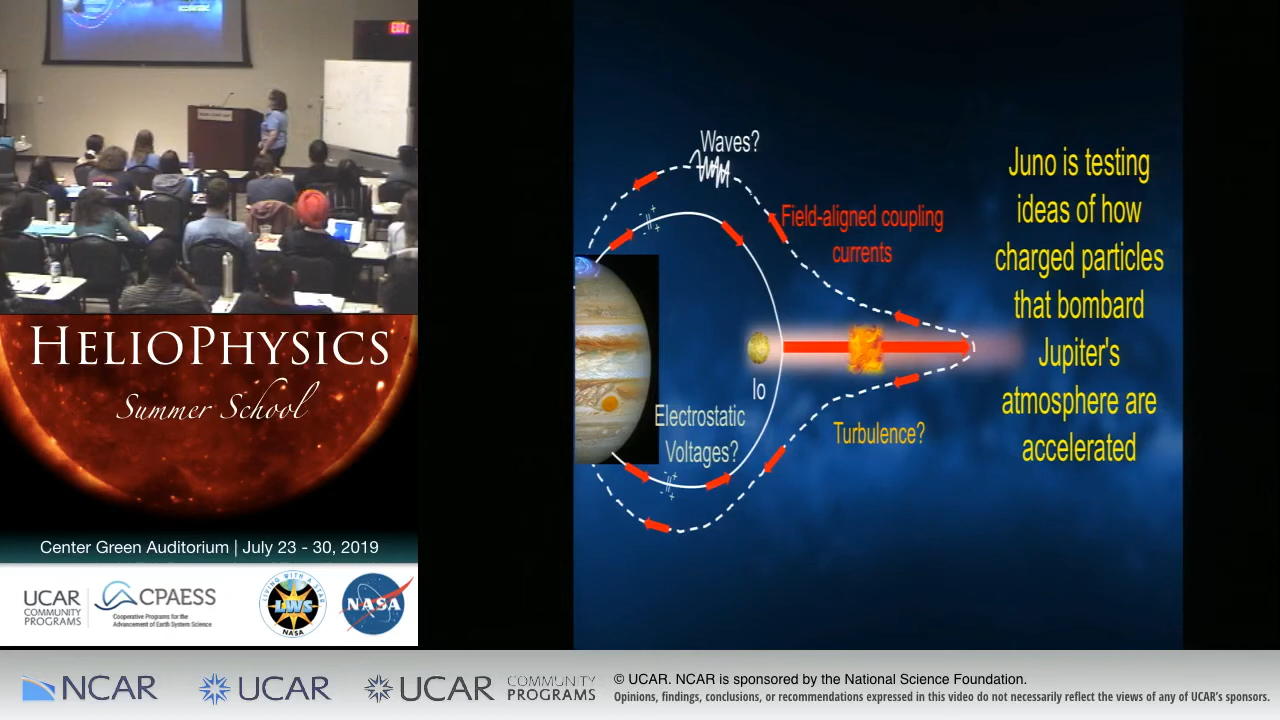 EXIT
HELIOPHYSICS
Summer School
Center Green Auditorium | July 23 - 30, 2019
UCAR
COMMUNITY
PROGRAMS
CPAESS
Cooperative Programs for the
Advancement of Earth System Science
LIVING WITH A STAR
LWS
NASA
NASA
Waves?
Field-aligned coupling
currents
Io
Electrostatic
Voltages?
Turbulence?
Juno is testing
ideas of how
charged particles
that bombard
Jupiter's
atmosphere are
accelerated
NCAR
UCAR
UCAR
COMMUNITY
PROGRAMS
© UCAR. NCAR is sponsored by the National Science Foundation.
Opinions, findings, conclusions, or recommendations expressed in this video do not necessarily reflect the views of any of UCAR's sponsors.